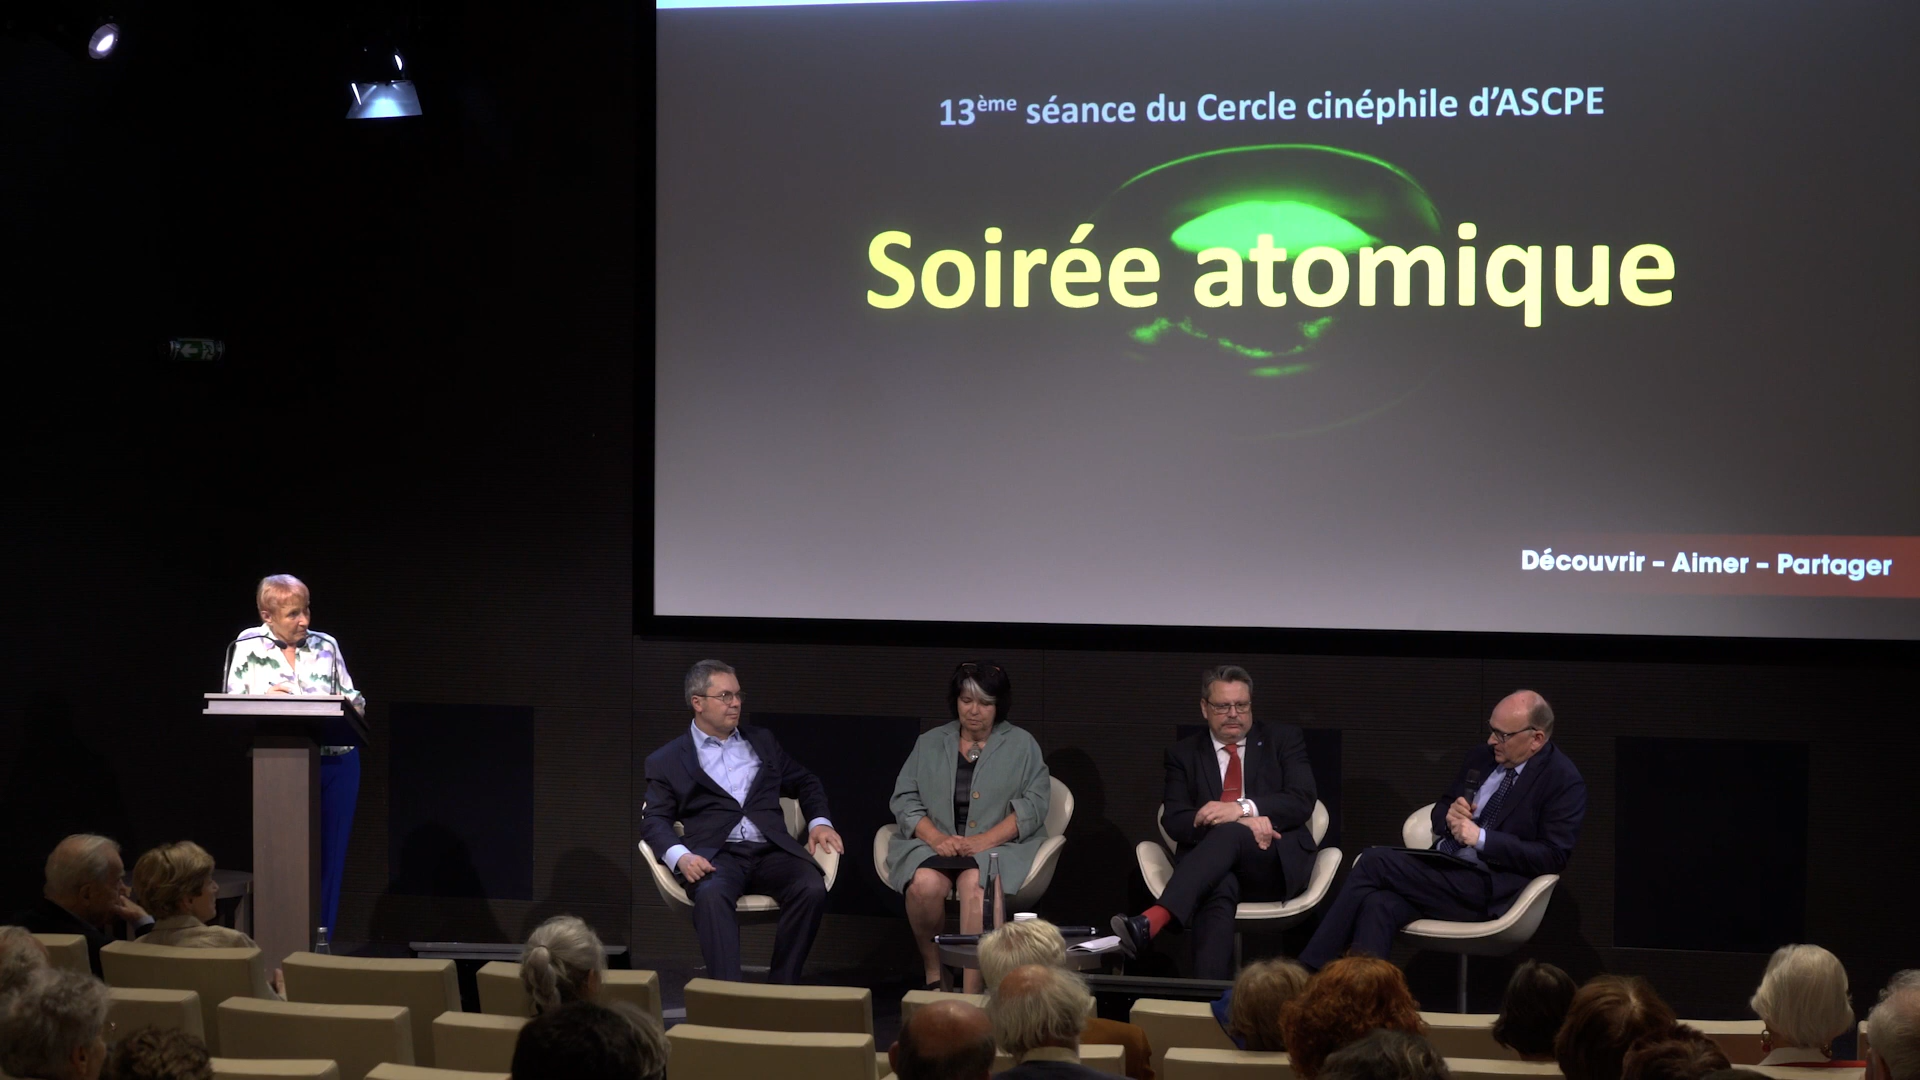 13ème séance du Cercle cinéphile d’ASCPE
Soirée atomique
Découvrir – Aimer – Partager